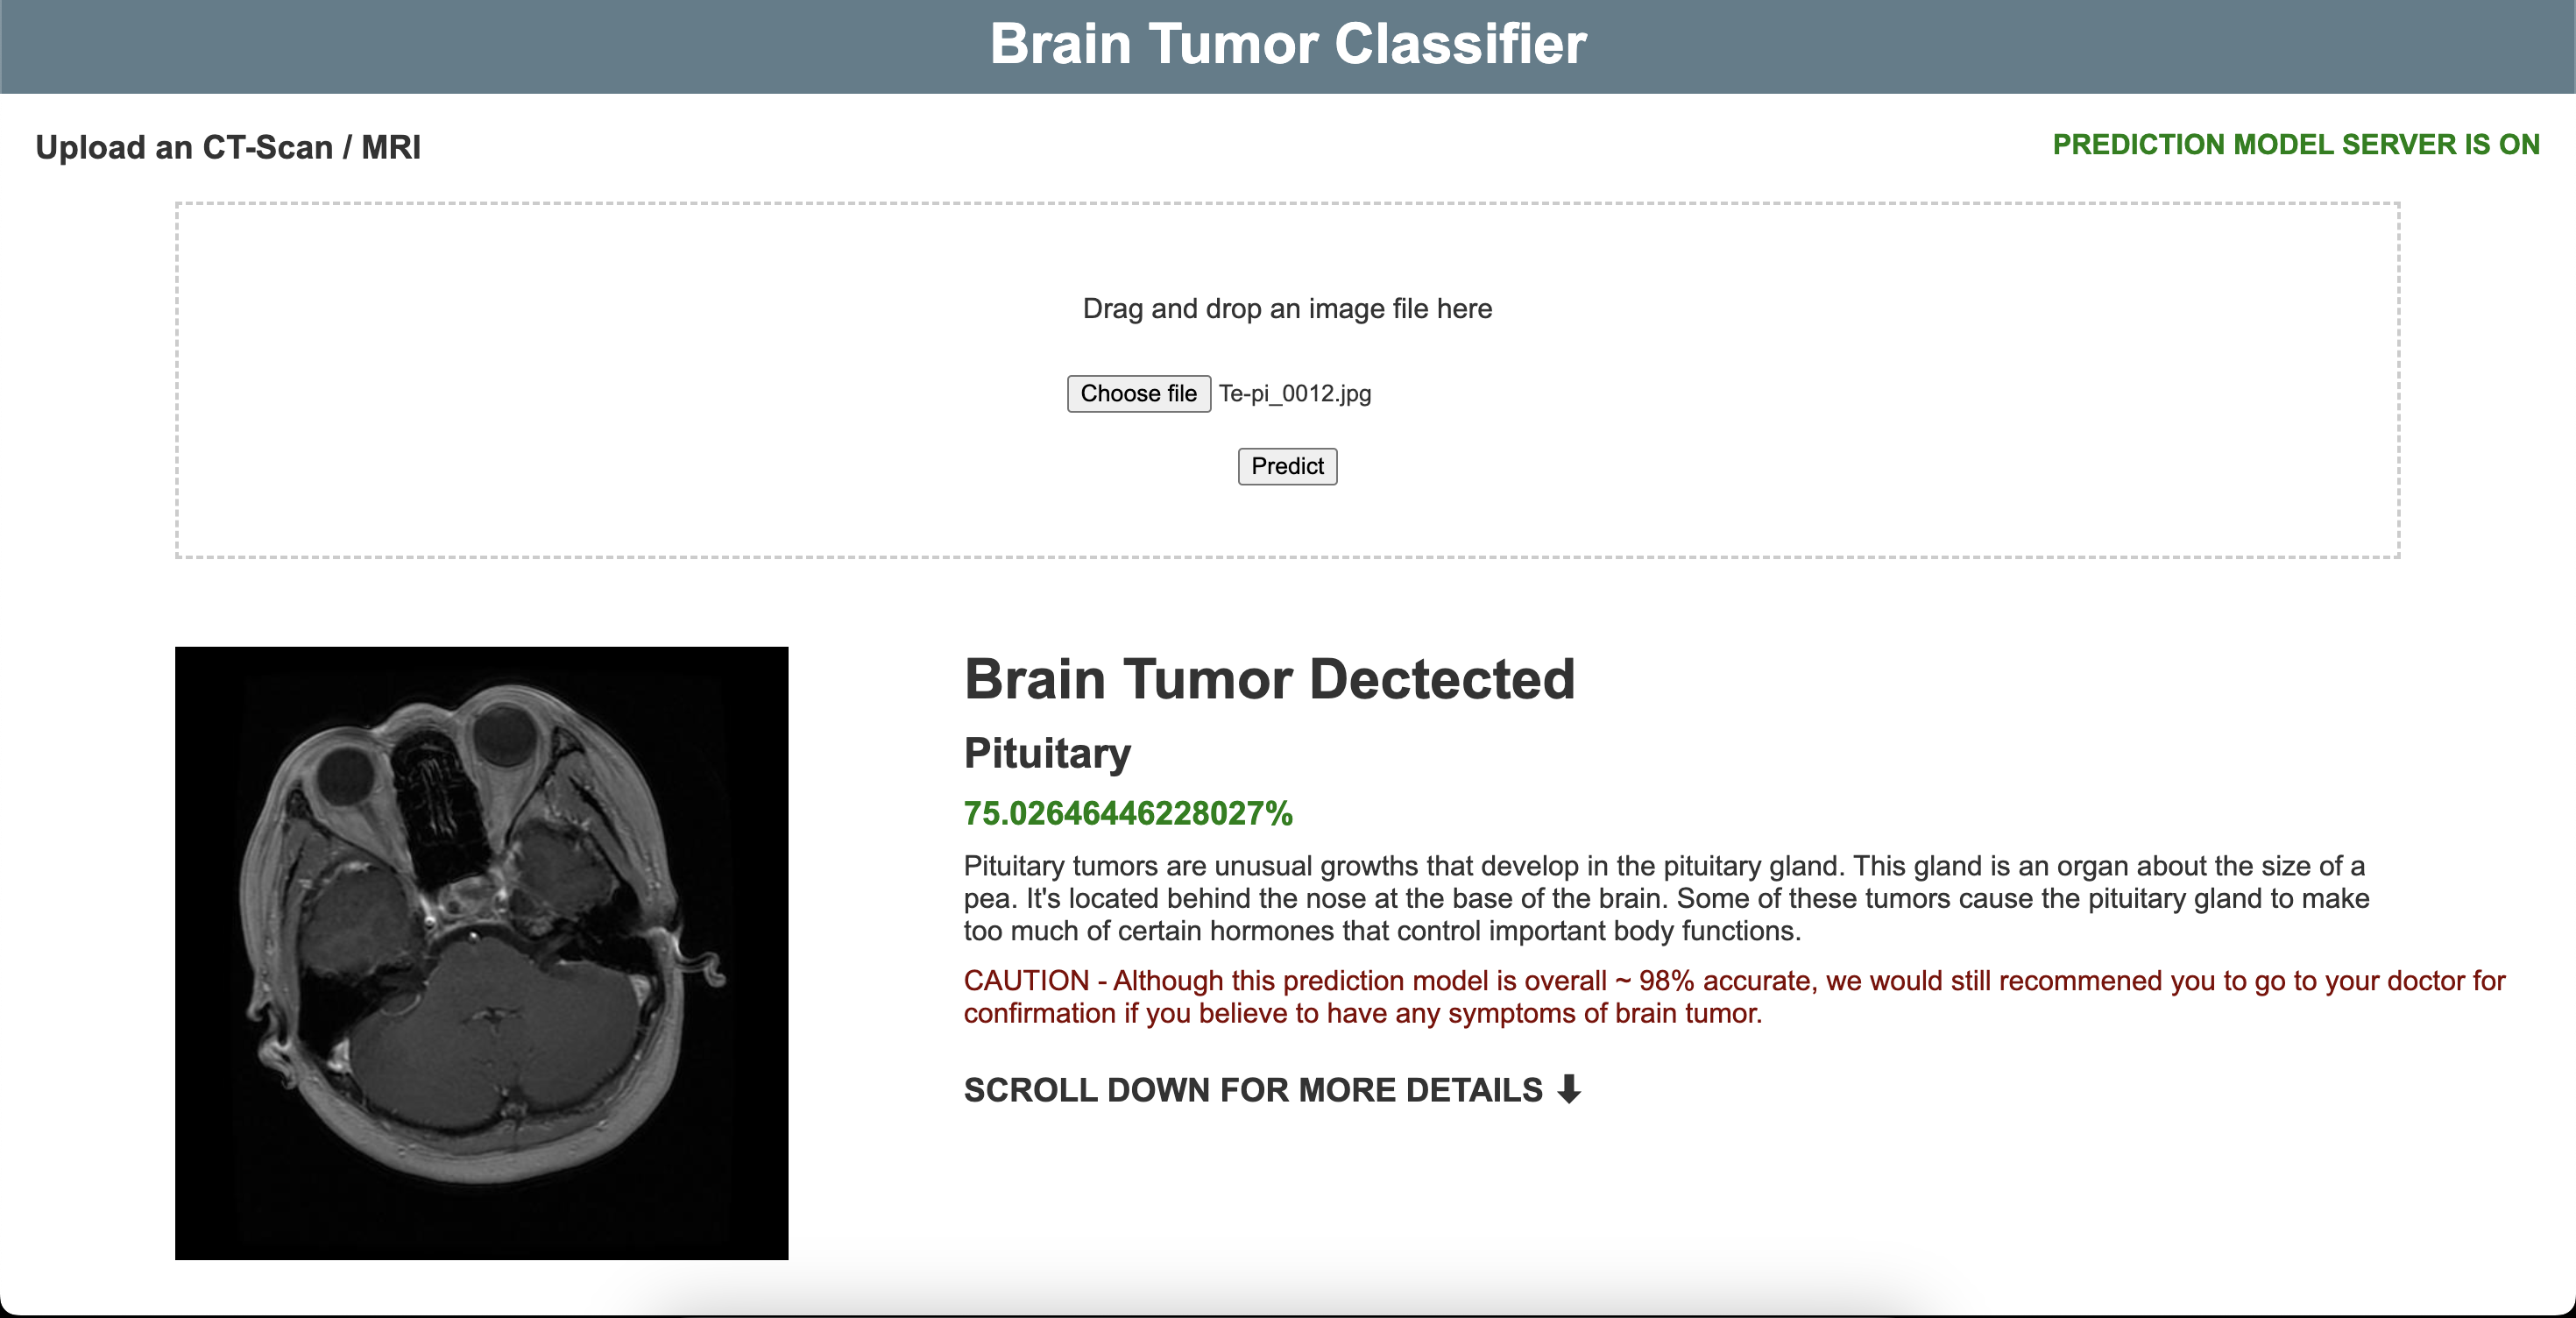 Brain Tumor Classifier
Upload an CT-Scan / MRI
PREDICTION MODEL SERVER IS ON
Drag and drop an image file here
Choose file Te-pi_0012.jpg
Predict
Brain Tumor Dectected
Pituitary
75.02646446228027%
Pituitary tumors are unusual growths that develop in the pituitary gland. This gland is an organ about the size of a
pea. It's located behind the nose at the base of the brain. Some of these tumors cause the pituitary gland to make
too much of certain hormones that control important body functions.
CAUTION - Although this prediction model is overall ~ 98% accurate, we would still recommened you to go to your doctor for
confirmation if you believe to have any symptoms of brain tumor.
SCROLL DOWN FOR MORE DETAILS ⬇